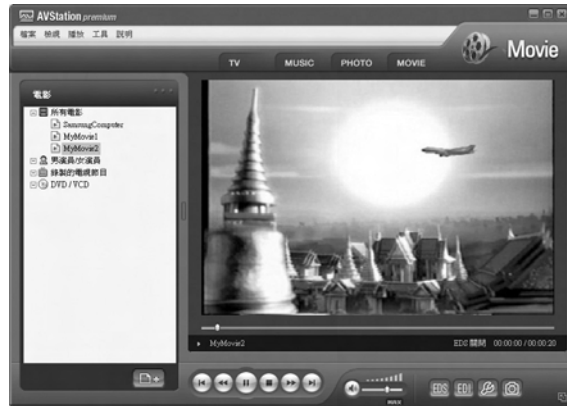 AVStation premium
檔案 檢視 播放 工具 說明
Movie
TV MUSIC PHOTO MOVIE
電影
所有電影
SamsungComputer
MyMovie1
MyMovie2
男演員/女演員
錄製的電視節目
DVD / VCD
MyMovie2 EDS 關閉 00:00:00 / 00:00:20
MAX
EDS EDI